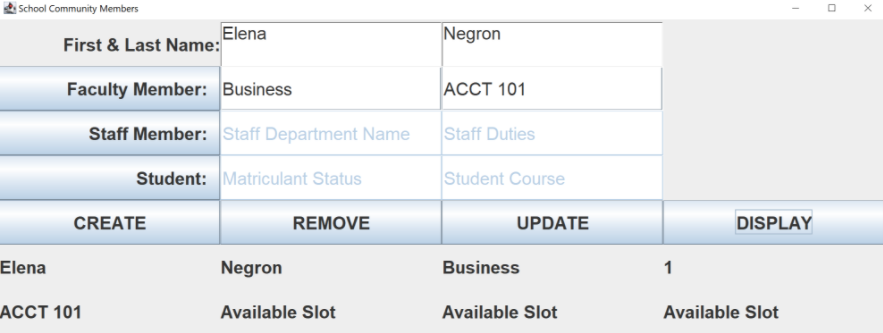 School Community Members
First & Last Name: Elena Negron
Faculty Member: Business ACCT 101
Staff Member: Staff Department Name Staff Duties
Student: Matriculant Status Student Course
CREATE REMOVE UPDATE DISPLAY
Elena Negron Business 1
ACCT 101 Available Slot Available Slot Available Slot